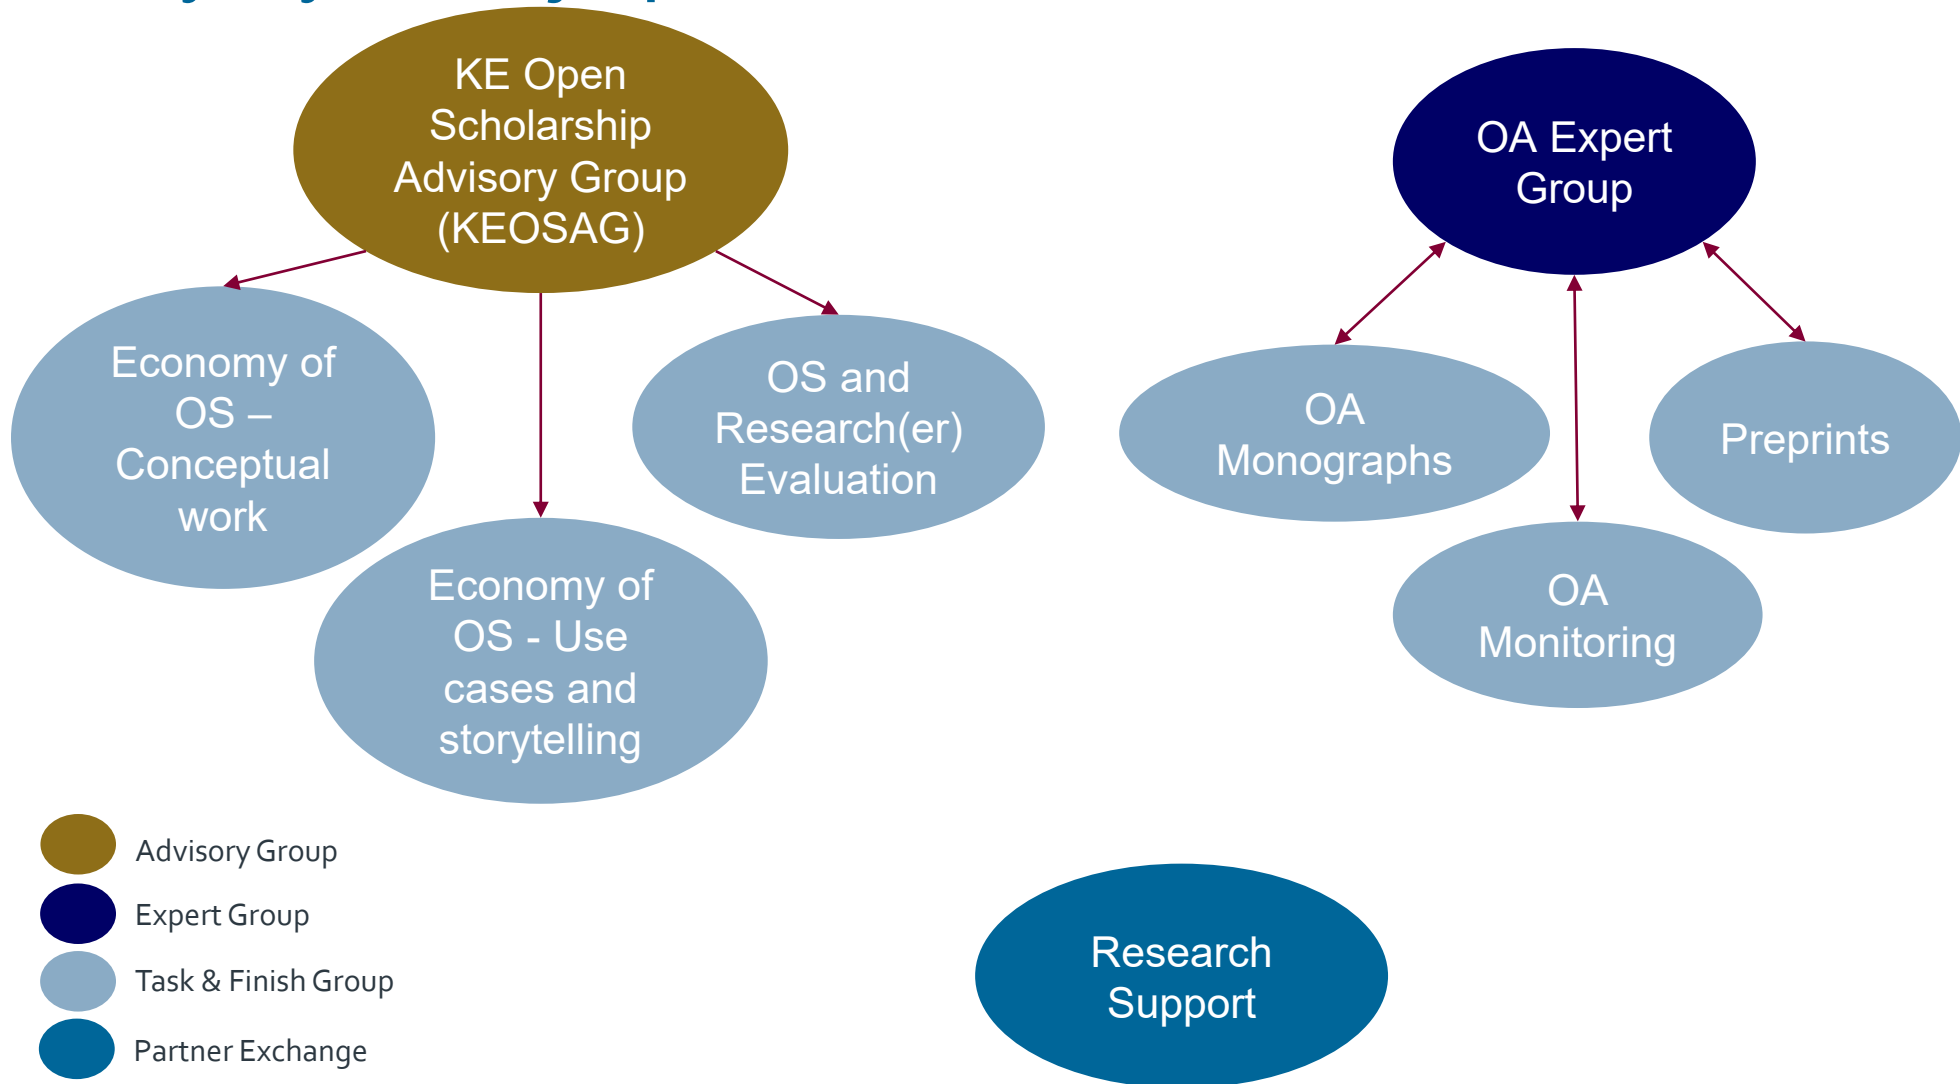 KE Open
Scholarship
Advisory Group
(KEOSAG)
OA Expert
Group
Economy of
OS –
Conceptual
work
OS and
Research(er)
Evaluation
OA
Monographs
Preprints
Economy of
OS - Use
cases and
storytelling
OA
Monitoring
Advisory Group
Expert Group
Task & Finish Group
Partner Exchange
Research
Support